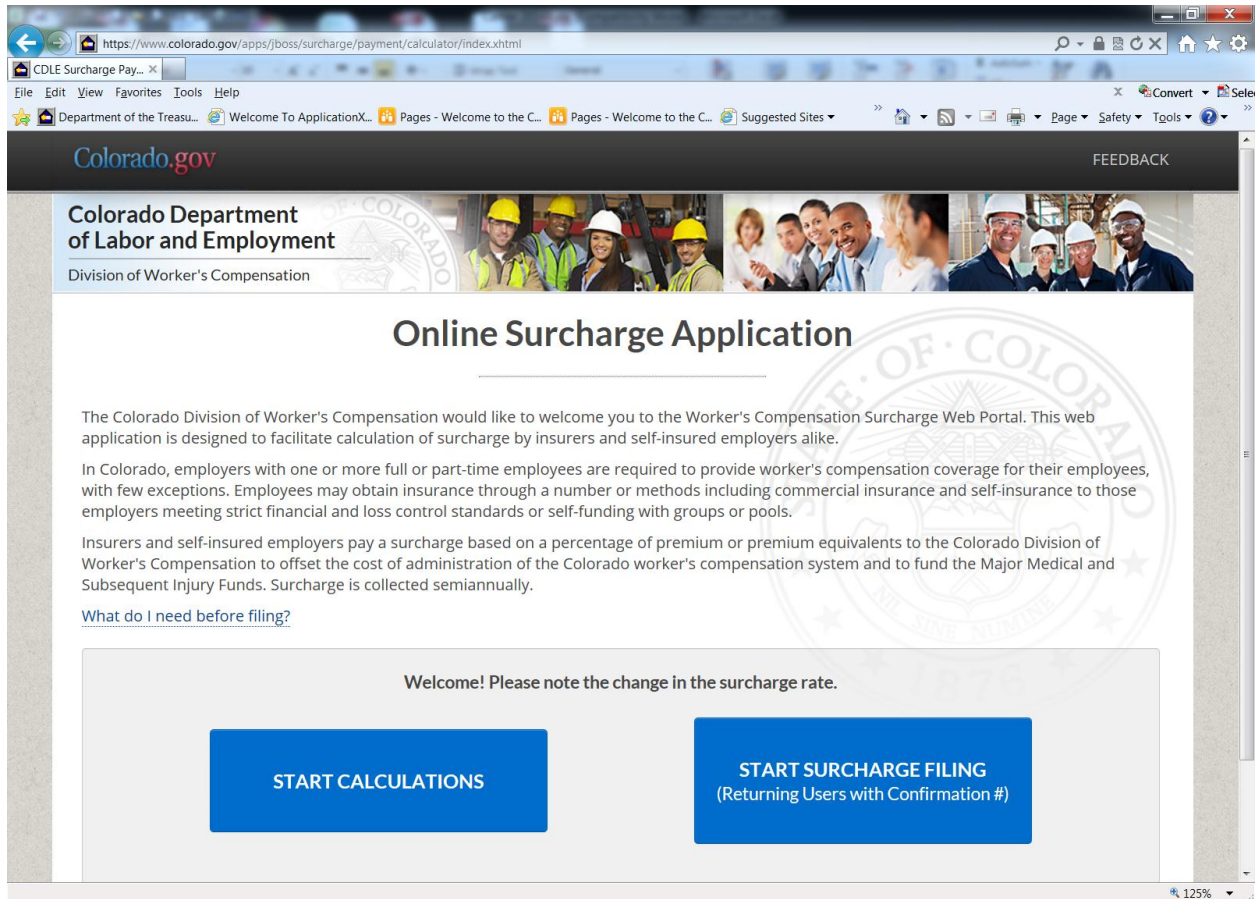 https://www.colorado.gov/apps/jboss/surcharge/payment/calculator/index.xhtml
CDLE Surcharge Pay...
File Edit View Favorites Tools Help
Convert Sele
Department of the Treasu... Welcome To ApplicationX... Pages - Welcome to the C... Pages - Welcome to the C... Suggested Sites Page Safety Tools
Colorado.gov
FEEDBACK
Colorado Department
of Labor and Employment
Division of Worker's Compensation
Online Surcharge Application
The Colorado Division of Worker's Compensation would like to welcome you to the Worker's Compensation Surcharge Web Portal. This web
application is designed to facilitate calculation of surcharge by insurers and self-insured employers alike.
In Colorado, employers with one or more full or part-time employees are required to provide worker's compensation coverage for their employees,
with few exceptions. Employees may obtain insurance through a number or methods including commercial insurance and self-insurance to those
employers meeting strict financial and loss control standards or self-funding with groups or pools.
Insurers and self-insured employers pay a surcharge based on a percentage of premium or premium equivalents to the Colorado Division of
Worker's Compensation to offset the cost of administration of the Colorado worker's compensation system and to fund the Major Medical and
Subsequent Injury Funds. Surcharge is collected semiannually.
What do I need before filing?
STATE · OF · COLORADO
NIL SINE NUMINE
1876
Welcome! Please note the change in the surcharge rate.
START CALCULATIONS
START SURCHARGE FILING
(Returning Users with Confirmation #)
125%